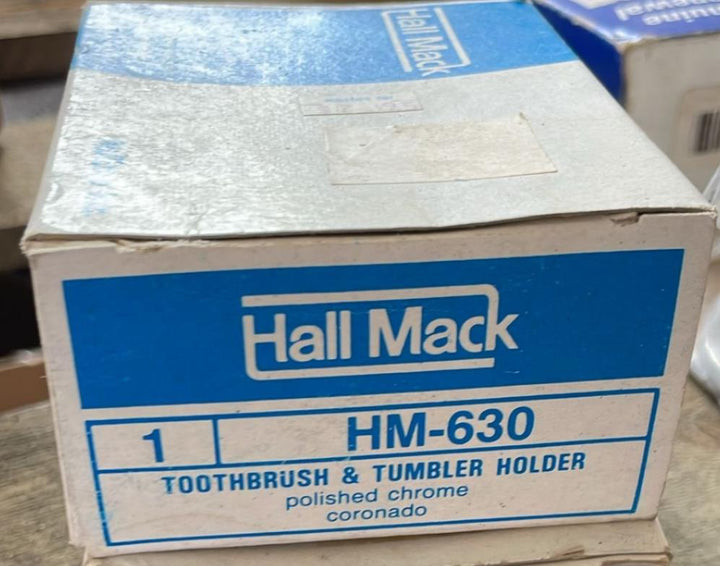 Hall Mack
Hall Mack
1
HM-630
TOOTHBRUSH & TUMBLER HOLDER
polished chrome
coronado